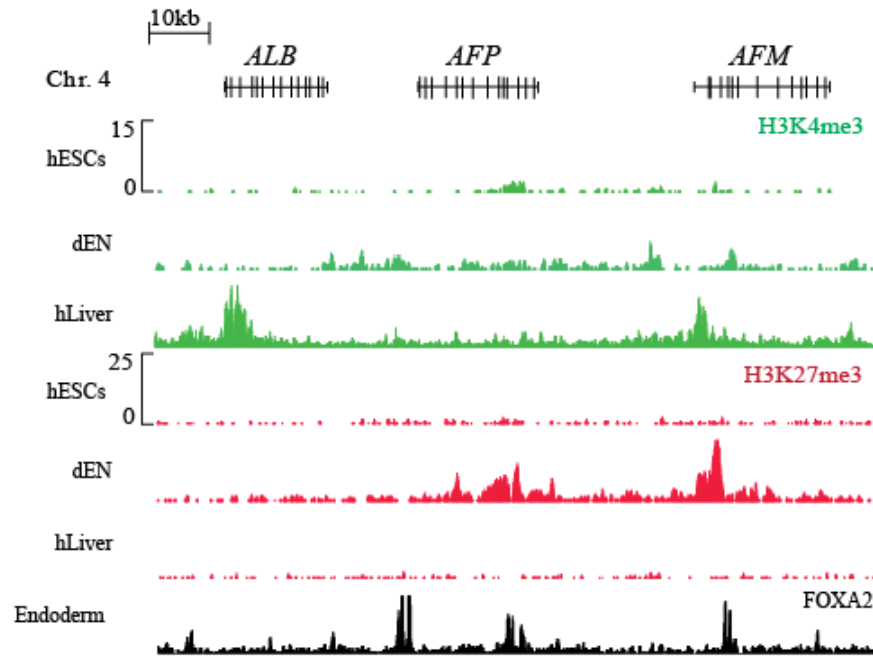 10kb
ALB AFP AFM
Chr. 4
H3K4me3
15
hESCs
0
dEN
hLiver
25
H3K27me3
hESCs
0
dEN
hLiver
FOXA2
Endoderm